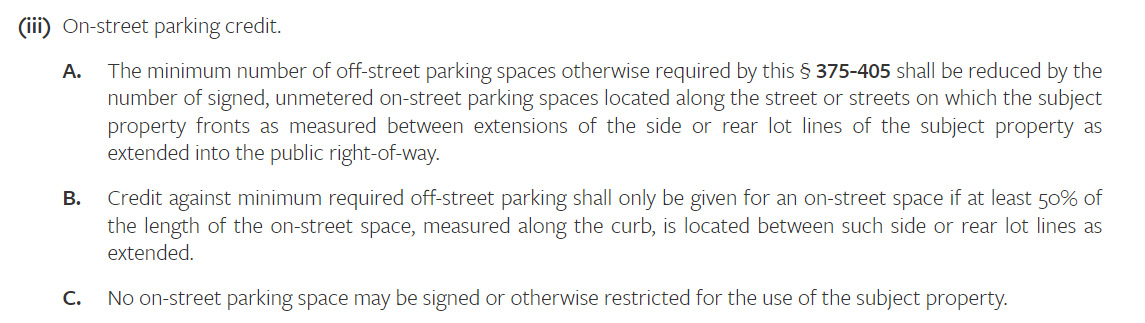 (iii) On-street parking credit.
A. The minimum number of off-street parking spaces otherwise required by this § 375-405 shall be reduced by the
number of signed, unmetered on-street parking spaces located along the street or streets on which the subject
property fronts as measured between extensions of the side or rear lot lines of the subject property as
extended into the public right-of-way.
B. Credit against minimum required off-street parking shall only be given for an on-street space if at least 50% of
the length of the on-street space, measured along the curb, is located between such side or rear lot lines as
extended.
C. No on-street parking space may be signed or otherwise restricted for the use of the subject property.